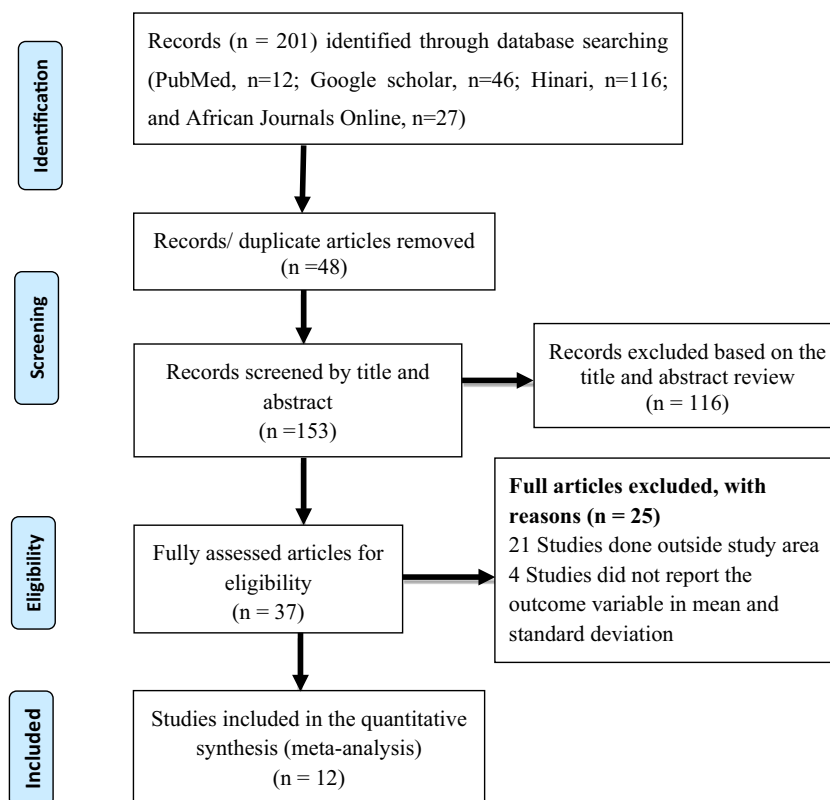 Identification
Records (n = 201) identified through database searching
(PubMed, n=12; Google scholar, n=46; Hinari, n=116;
and African Journals Online, n=27)
Records/ duplicate articles removed
(n =48)
Screening
Records screened by title and
abstract
(n =153)
Records excluded based on the
title and abstract review
(n = 116)
Eligibility
Fully assessed articles for
eligibility
(n = 37)
Full articles excluded, with
reasons (n = 25)
21 Studies done outside study area
4 Studies did not report the
outcome variable in mean and
standard deviation
Included
Studies included in the quantitative
synthesis (meta-analysis)
(n = 12)